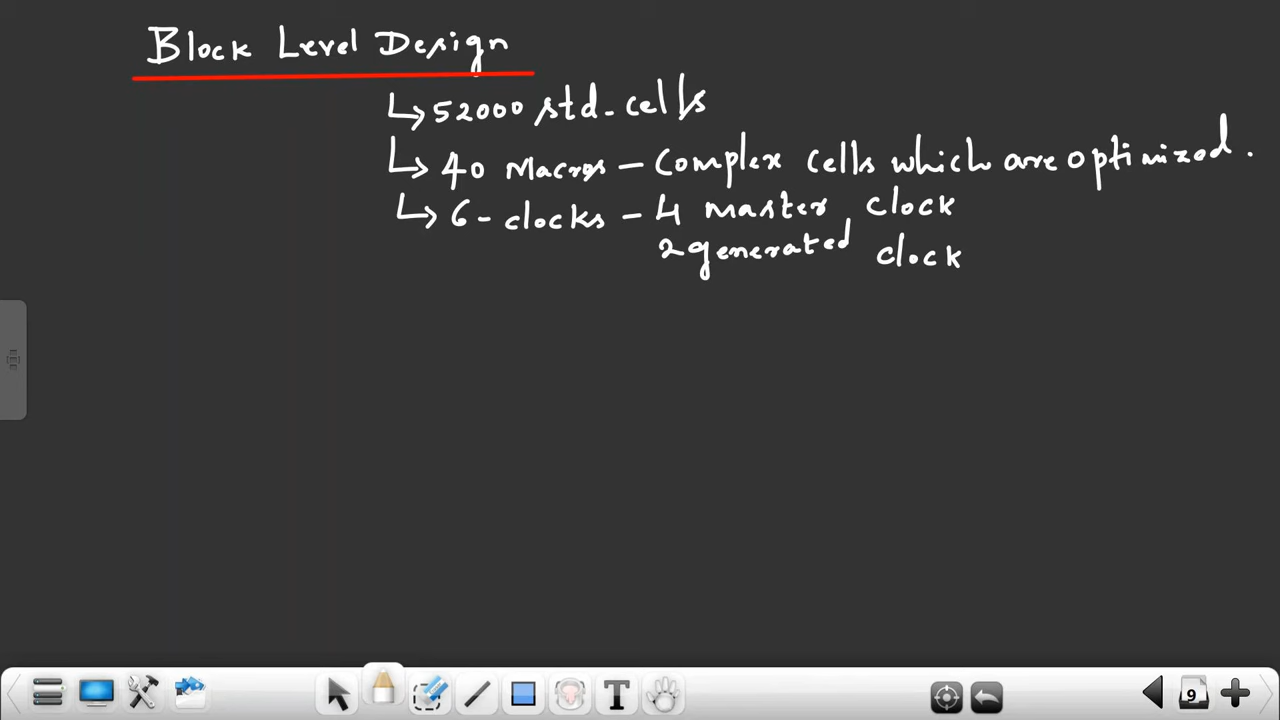 Block Level Design
↳ 52000 std-cells
↳ 40 Macros – complex cells which are optimized.
↳ 6-clocks – 4 master clock
2 generated clock
T
9